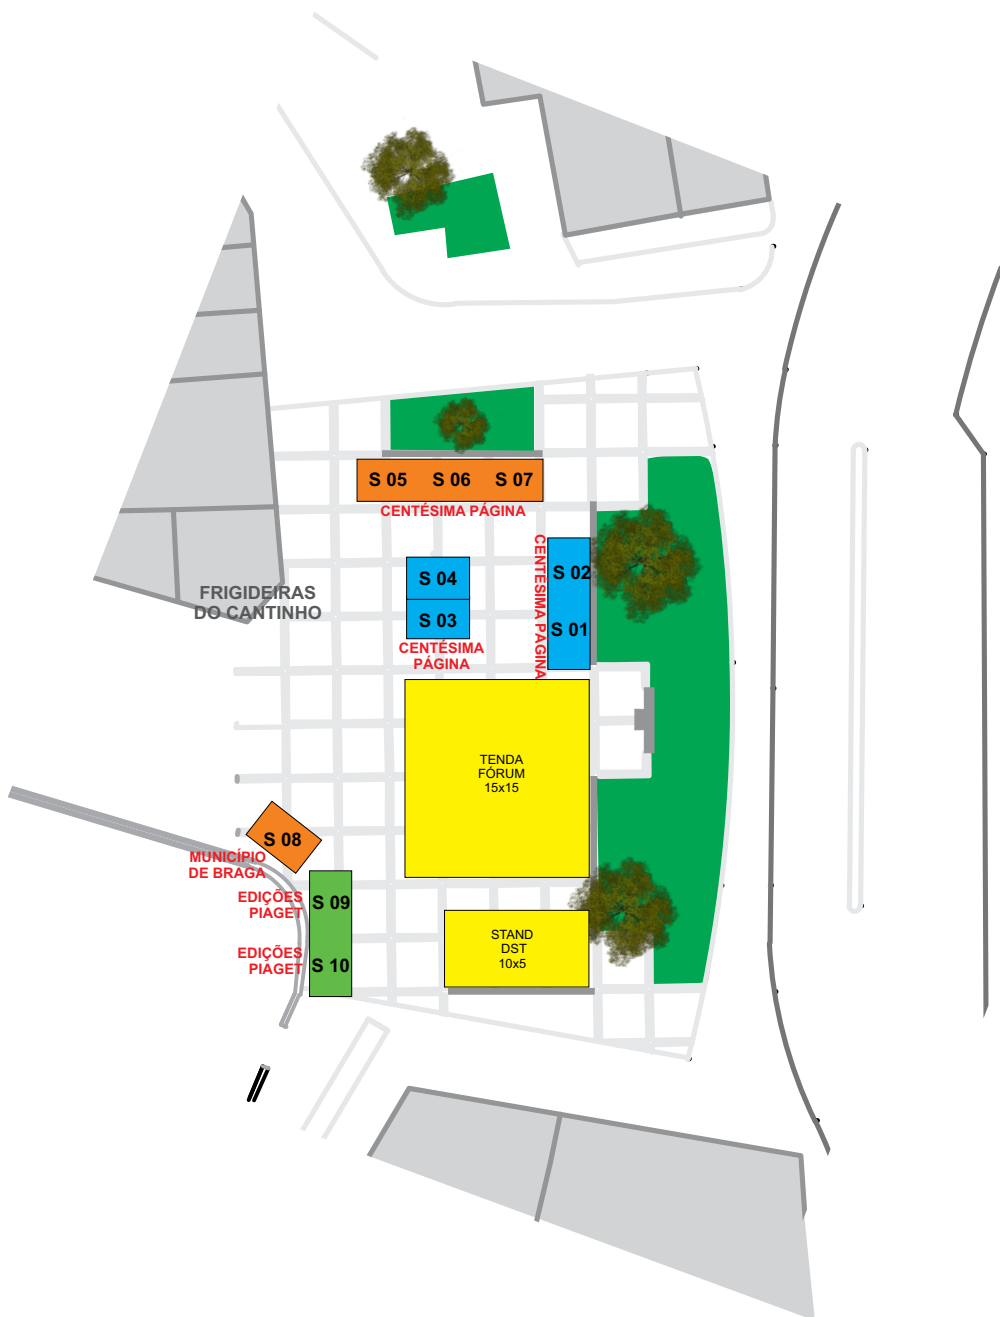 S 05 S 06 S 07
CENTÉSIMA PÁGINA
CENTÉSIMA PÁGINA
S 02
S 01
S 04
S 03
CENTÉSIMA
PÁGINA
FRIGIDEIRAS
DO CANTINHO
TENDA
FÓRUM
15x15
S 08
MUNICÍPIO
DE BRAGA
EDIÇÕES
PIAGET
S 09
EDIÇÕES
PIAGET
S 10
STAND
DST
10x5